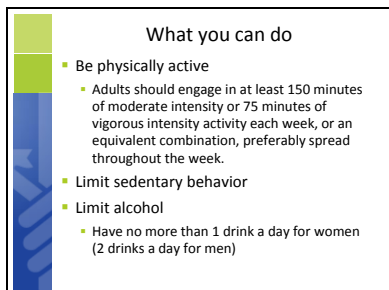 What you can do
Be physically active
Adults should engage in at least 150 minutes
of moderate intensity or 75 minutes of
vigorous intensity activity each week, or an
equivalent combination, preferably spread
throughout the week.
Limit sedentary behavior
Limit alcohol
Have no more than 1 drink a day for women
(2 drinks a day for men)